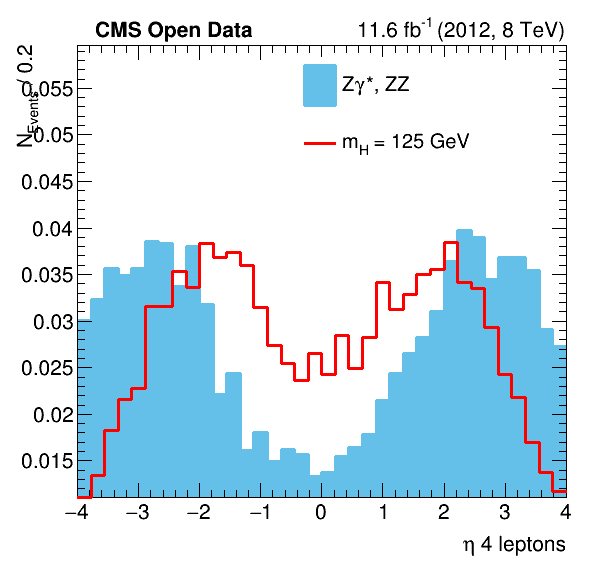 CMS Open Data 11.6 fb⁻¹ (2012, 8 TeV)
N_Events / 0.2
Zγ*, ZZ
m_H = 125 GeV
0.055
0.05
0.045
0.04
0.035
0.03
0.025
0.02
0.015
−4 −3 −2 −1 0 1 2 3 4
η 4 leptons